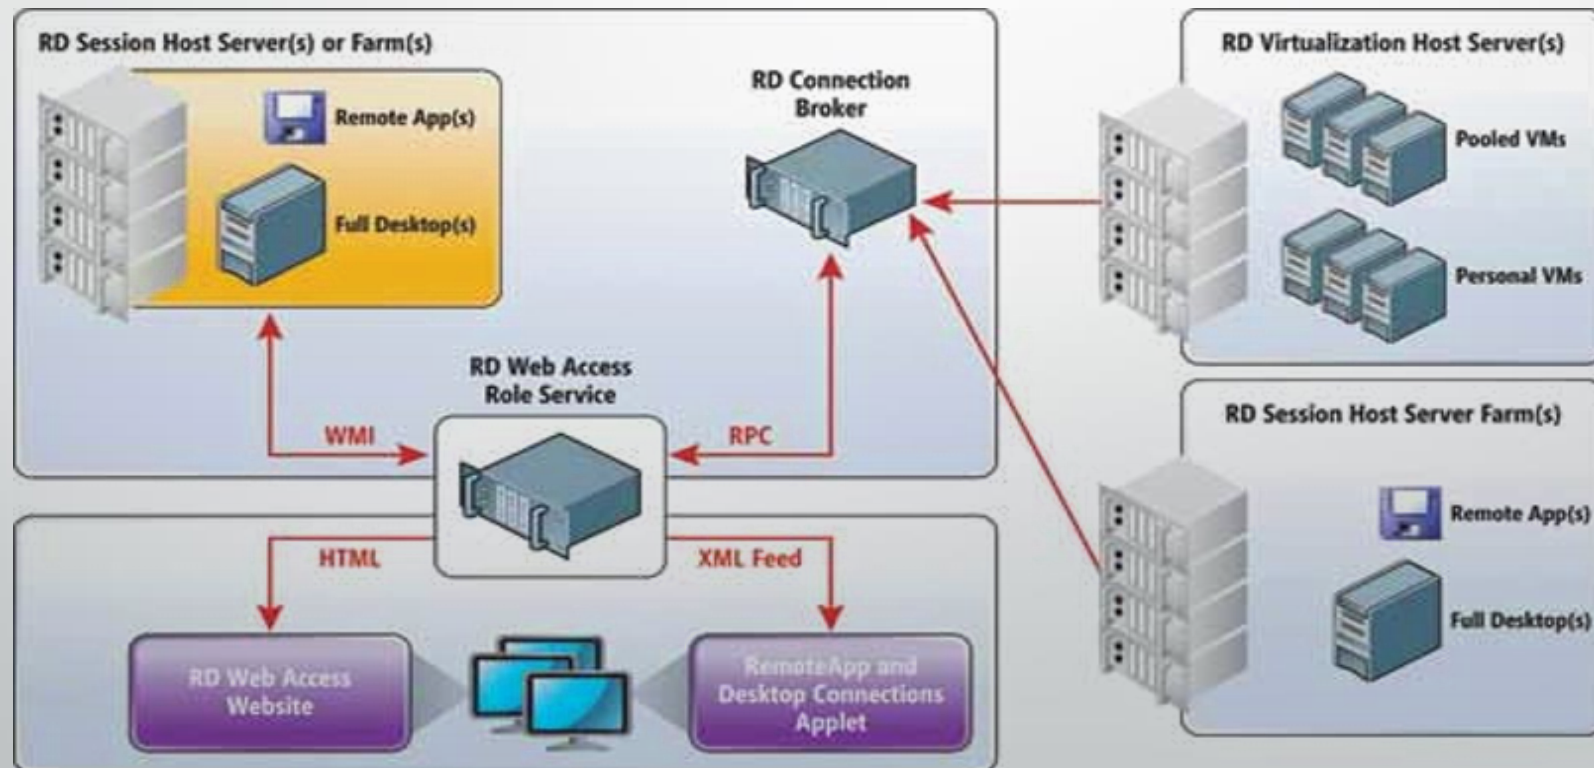 RD Session Host Server(s) or Farm(s)
Remote App(s)
Full Desktop(s)
RD Connection
Broker
RD Web Access
Role Service
WMI
RPC
HTML
XML Feed
RD Web Access
Website
RemoteApp and
Desktop Connections
Applet
RD Virtualization Host Server(s)
Pooled VMs
Personal VMs
RD Session Host Server Farm(s)
Remote App(s)
Full Desktop(s)